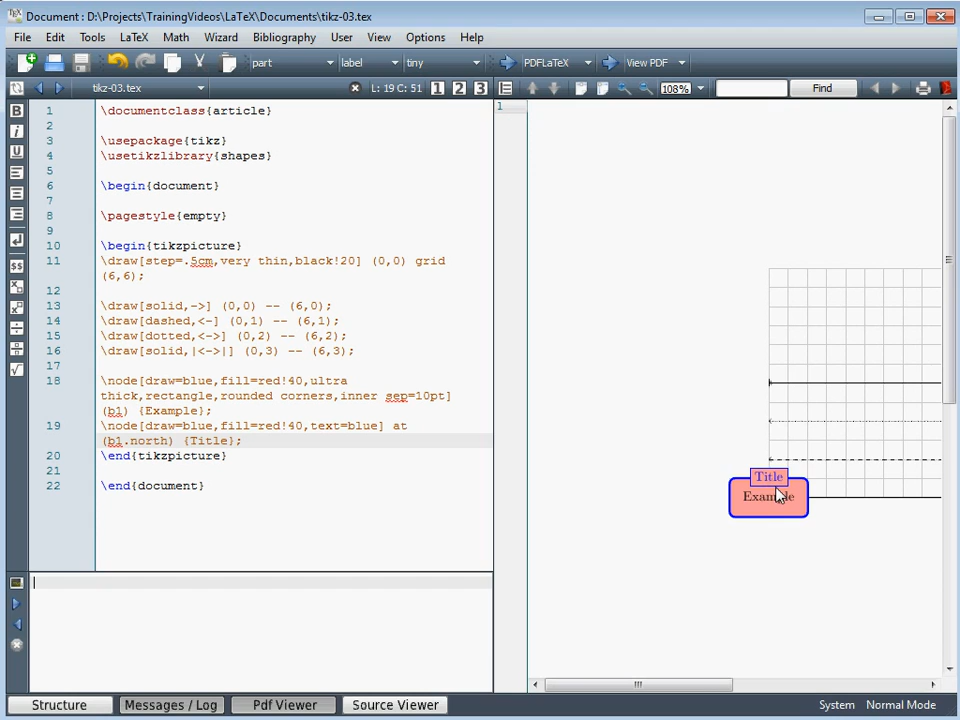 Document : D:\Projects\TrainingVideos\LaTeX\Documents\tikz-03.tex
File Edit Tools LaTeX Math Wizard Bibliography User View Options Help
part label tiny PDFLaTeX View PDF
tikz-03.tex L: 19 C: 51 1 2 3 108% Find
1 \documentclass{article}
2
3 \usepackage{tikz}
4 \usetikzlibrary{shapes}
5
6 \begin{document}
7
8 \pagestyle{empty}
9
10 \begin{tikzpicture}
11 \draw[step=.5cm,very thin,black!20] (0,0) grid
(6,6);
12
13 \draw[solid,->] (0,0) -- (6,0);
14 \draw[dashed,<-] (0,1) -- (6,1);
15 \draw[dotted,<->] (0,2) -- (6,2);
16 \draw[solid,|<->|] (0,3) -- (6,3);
17
18 \node[draw=blue,fill=red!40,ultra
thick,rectangle,rounded corners,inner sep=10pt]
(b1) {Example};
19 \node[draw=blue,fill=red!40,text=blue] at
(b1.north) {Title};
20 \end{tikzpicture}
21
22 \end{document}
1
Title
Example
Structure Messages / Log Pdf Viewer Source Viewer System Normal Mode